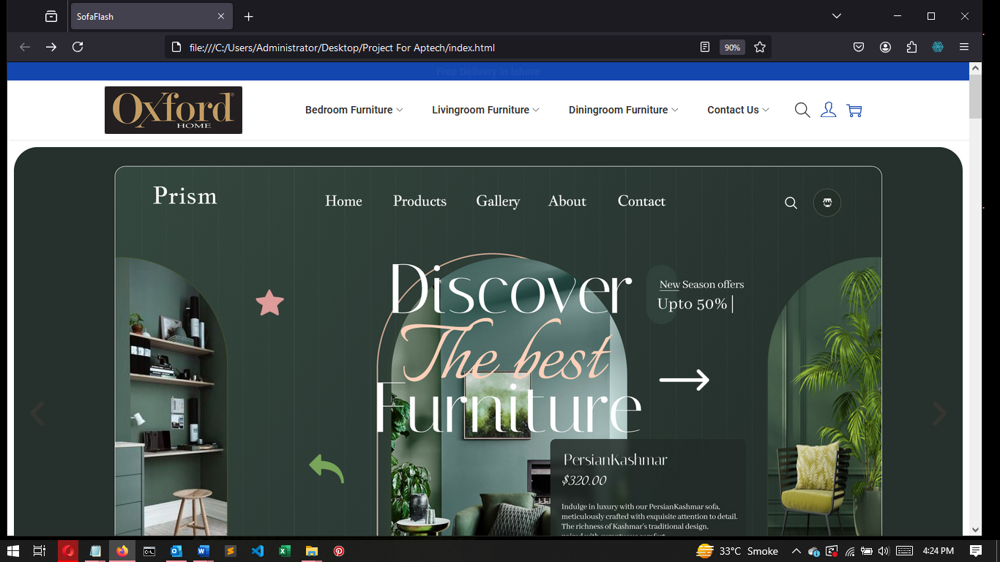 SofaFlash
file:///C:/Users/Administrator/Desktop/Project For Aptech/index.html
90%
Free Delivery in lahore
Oxford
HOME
Bedroom Furniture
Livingroom Furniture
Diningroom Furniture
Contact Us
Prism
Home
Products
Gallery
About
Contact
Discover
The best
Furniture
New Season offers
Upto 50% |
PersianKashmar
$320.00
Indulge in luxury with our PersianKashmar sofa,
meticulously crafted with exquisite attention to detail.
The richness of Kashmar's traditional design,
33°C Smoke
4:24 PM